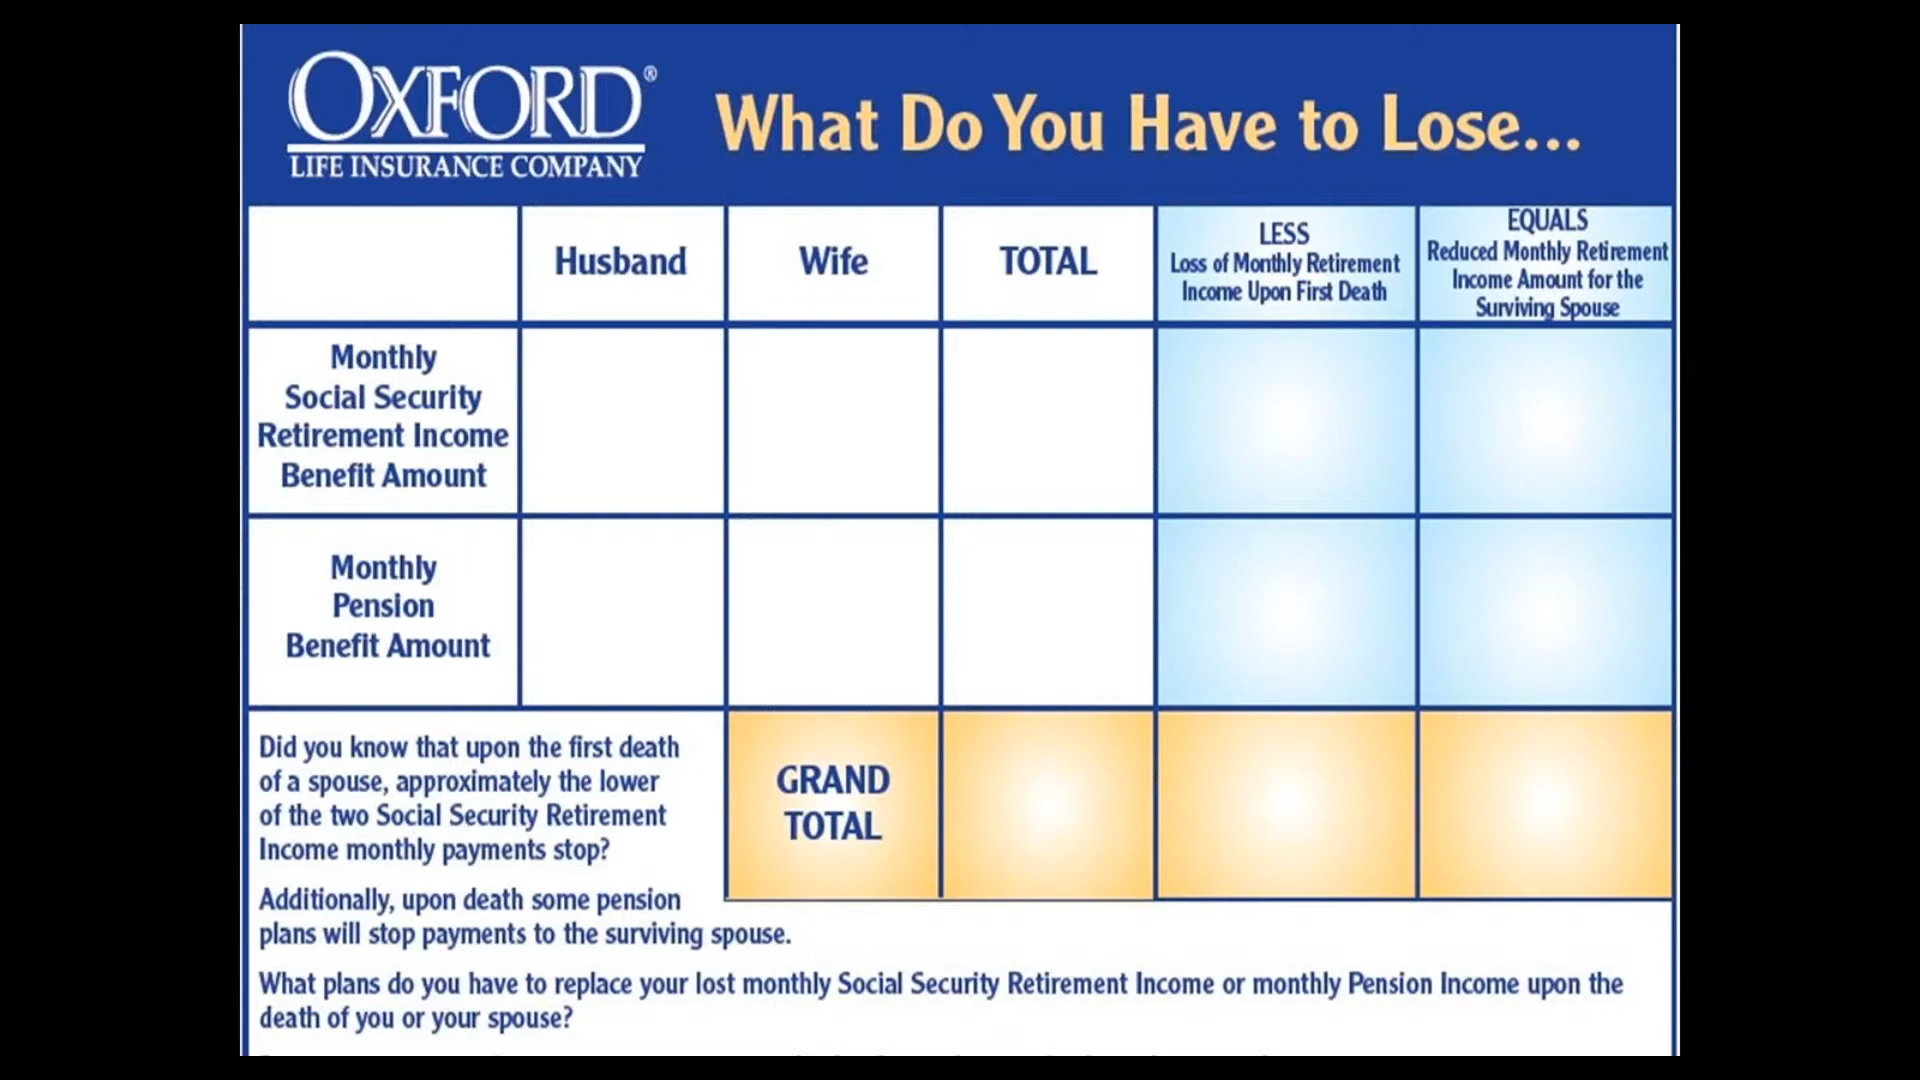 OXFORD®
LIFE INSURANCE COMPANY
What Do You Have to Lose...
Husband
Wife
TOTAL
LESS
Loss of Monthly Retirement
Income Upon First Death
EQUALS
Reduced Monthly Retirement
Income Amount for the
Surviving Spouse
Monthly
Social Security
Retirement Income
Benefit Amount
Monthly
Pension
Benefit Amount
Did you know that upon the first death
of a spouse, approximately the lower
of the two Social Security Retirement
Income monthly payments stop?
GRAND
TOTAL
Additionally, upon death some pension
plans will stop payments to the surviving spouse.
What plans do you have to replace your lost monthly Social Security Retirement Income or monthly Pension Income upon the
death of you or your spouse?